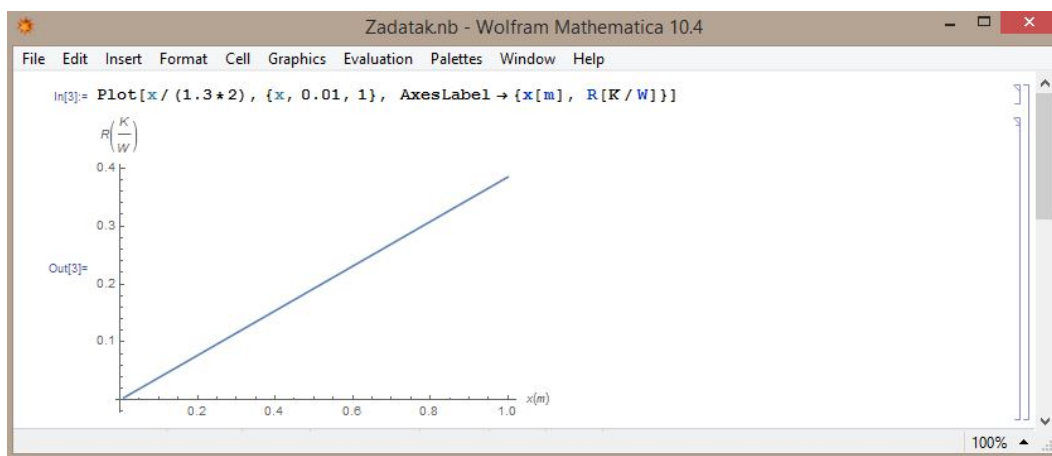 Zadatak.nb - Wolfram Mathematica 10.4
File Edit Insert Format Cell Graphics Evaluation Palettes Window Help
In[3]:= Plot[x/(1.3*2), {x, 0.01, 1}, AxesLabel → {x[m], R[K/W]}]
R(K/W)
0.4
0.3
Out[3]=
0.2
0.1
0.2 0.4 0.6 0.8 1.0 x(m)
100%